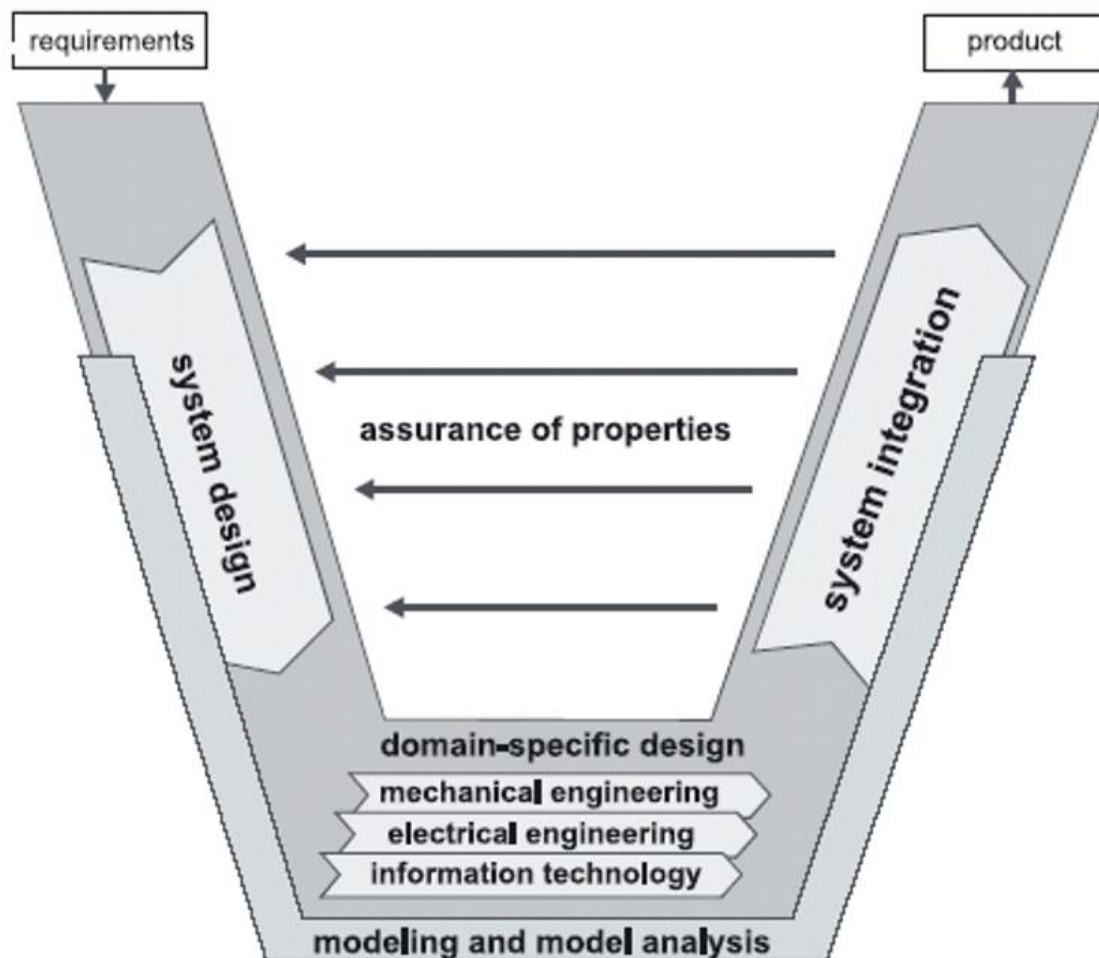 requirements
product
system design
system integration
assurance of properties
domain-specific design
mechanical engineering
electrical engineering
information technology
modeling and model analysis